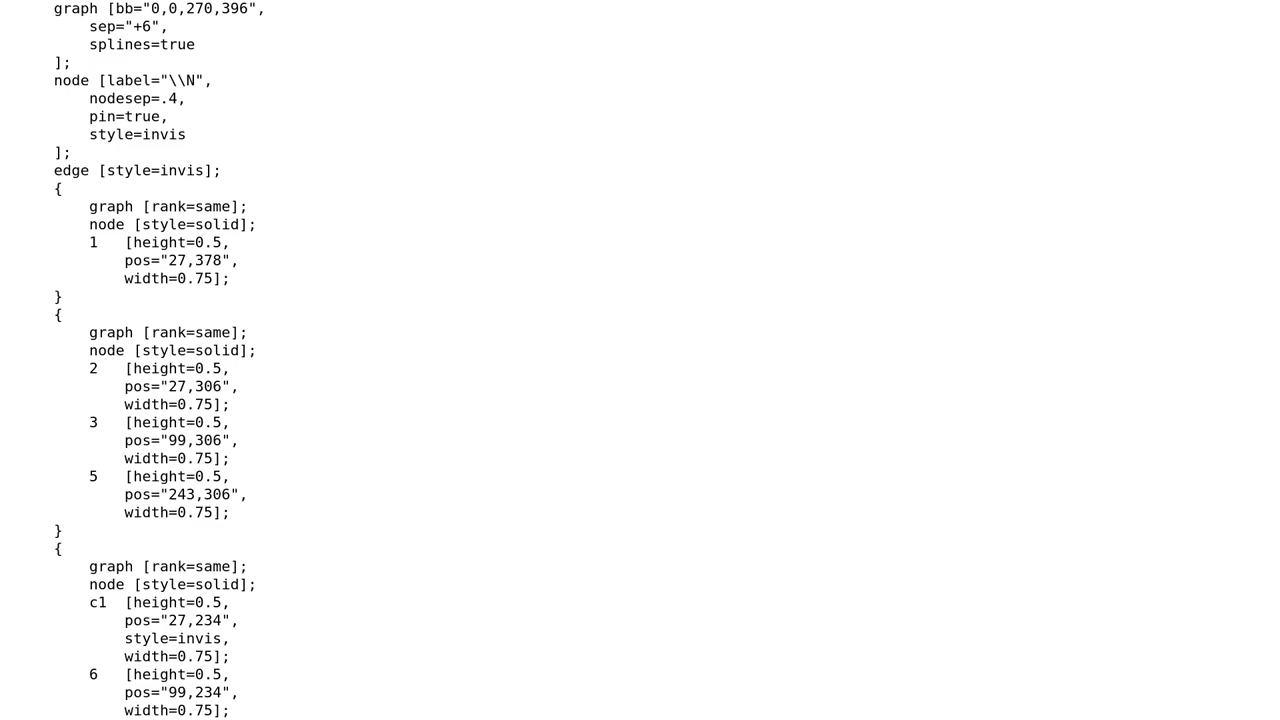 graph [bb="0,0,270,396",
    sep="+6",
    splines=true
];
node [label="\\N",
    nodesep=.4,
    pin=true,
    style=invis
];
edge [style=invis];
{
    graph [rank=same];
    node [style=solid];
    1   [height=0.5,
        pos="27,378",
        width=0.75];
}
{
    graph [rank=same];
    node [style=solid];
    2   [height=0.5,
        pos="27,306",
        width=0.75];
    3   [height=0.5,
        pos="99,306",
        width=0.75];
    5   [height=0.5,
        pos="243,306",
        width=0.75];
}
{
    graph [rank=same];
    node [style=solid];
    c1  [height=0.5,
        pos="27,234",
        style=invis,
        width=0.75];
    6   [height=0.5,
        pos="99,234",
        width=0.75];